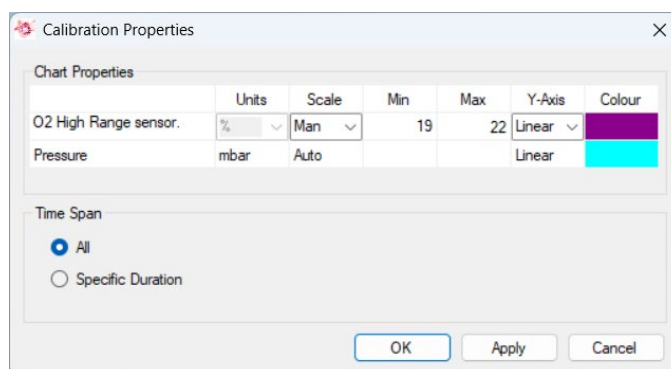 Calibration Properties
Chart Properties
Units Scale Min Max Y-Axis Colour
O2 High Range sensor. % Man 19 22 Linear
Pressure mbar Auto Linear
Time Span
All
Specific Duration
OK Apply Cancel